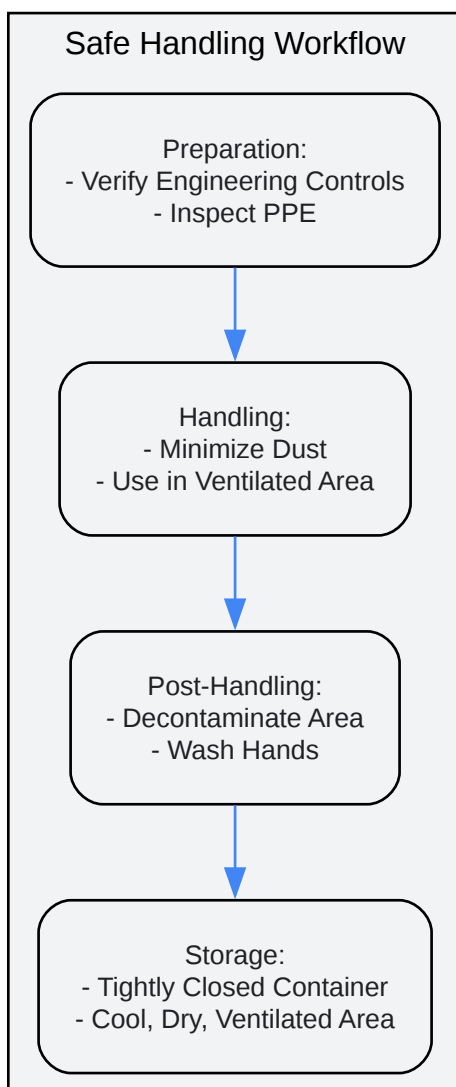 Safe Handling Workflow
Preparation:
- Verify Engineering Controls
- Inspect PPE
Handling:
- Minimize Dust
- Use in Ventilated Area
Post-Handling:
- Decontaminate Area
- Wash Hands
Storage:
- Tightly Closed Container
- Cool, Dry, Ventilated Area